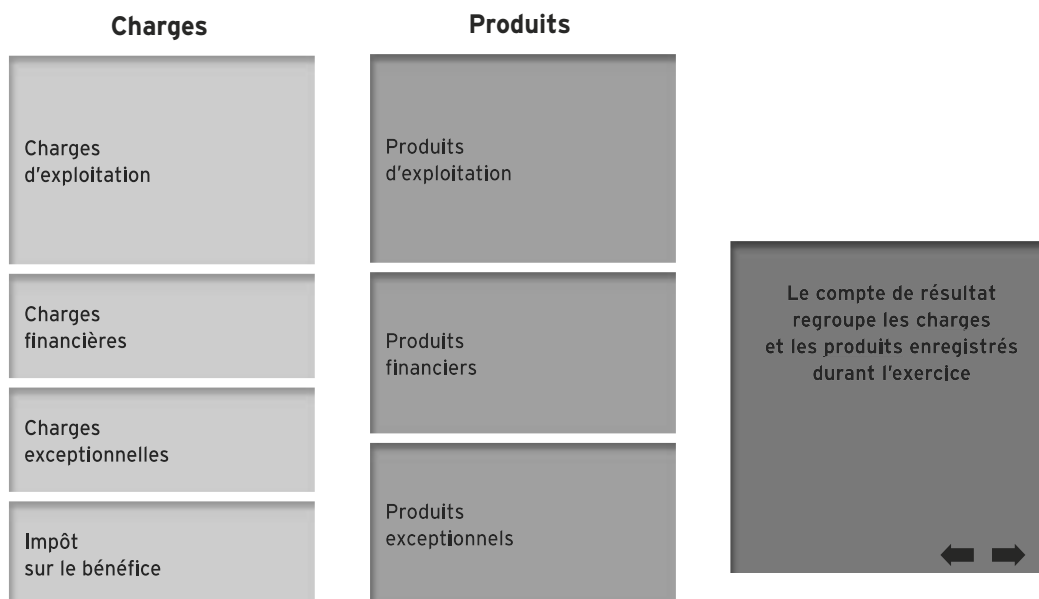 Charges
Charges
d'exploitation
Charges
financières
Charges
exceptionnelles
Impôt
sur le bénéfice
Produits
Produits
d'exploitation
Produits
financiers
Produits
exceptionnels
Le compte de résultat
regroupe les charges
et les produits enregistrés
durant l'exercice